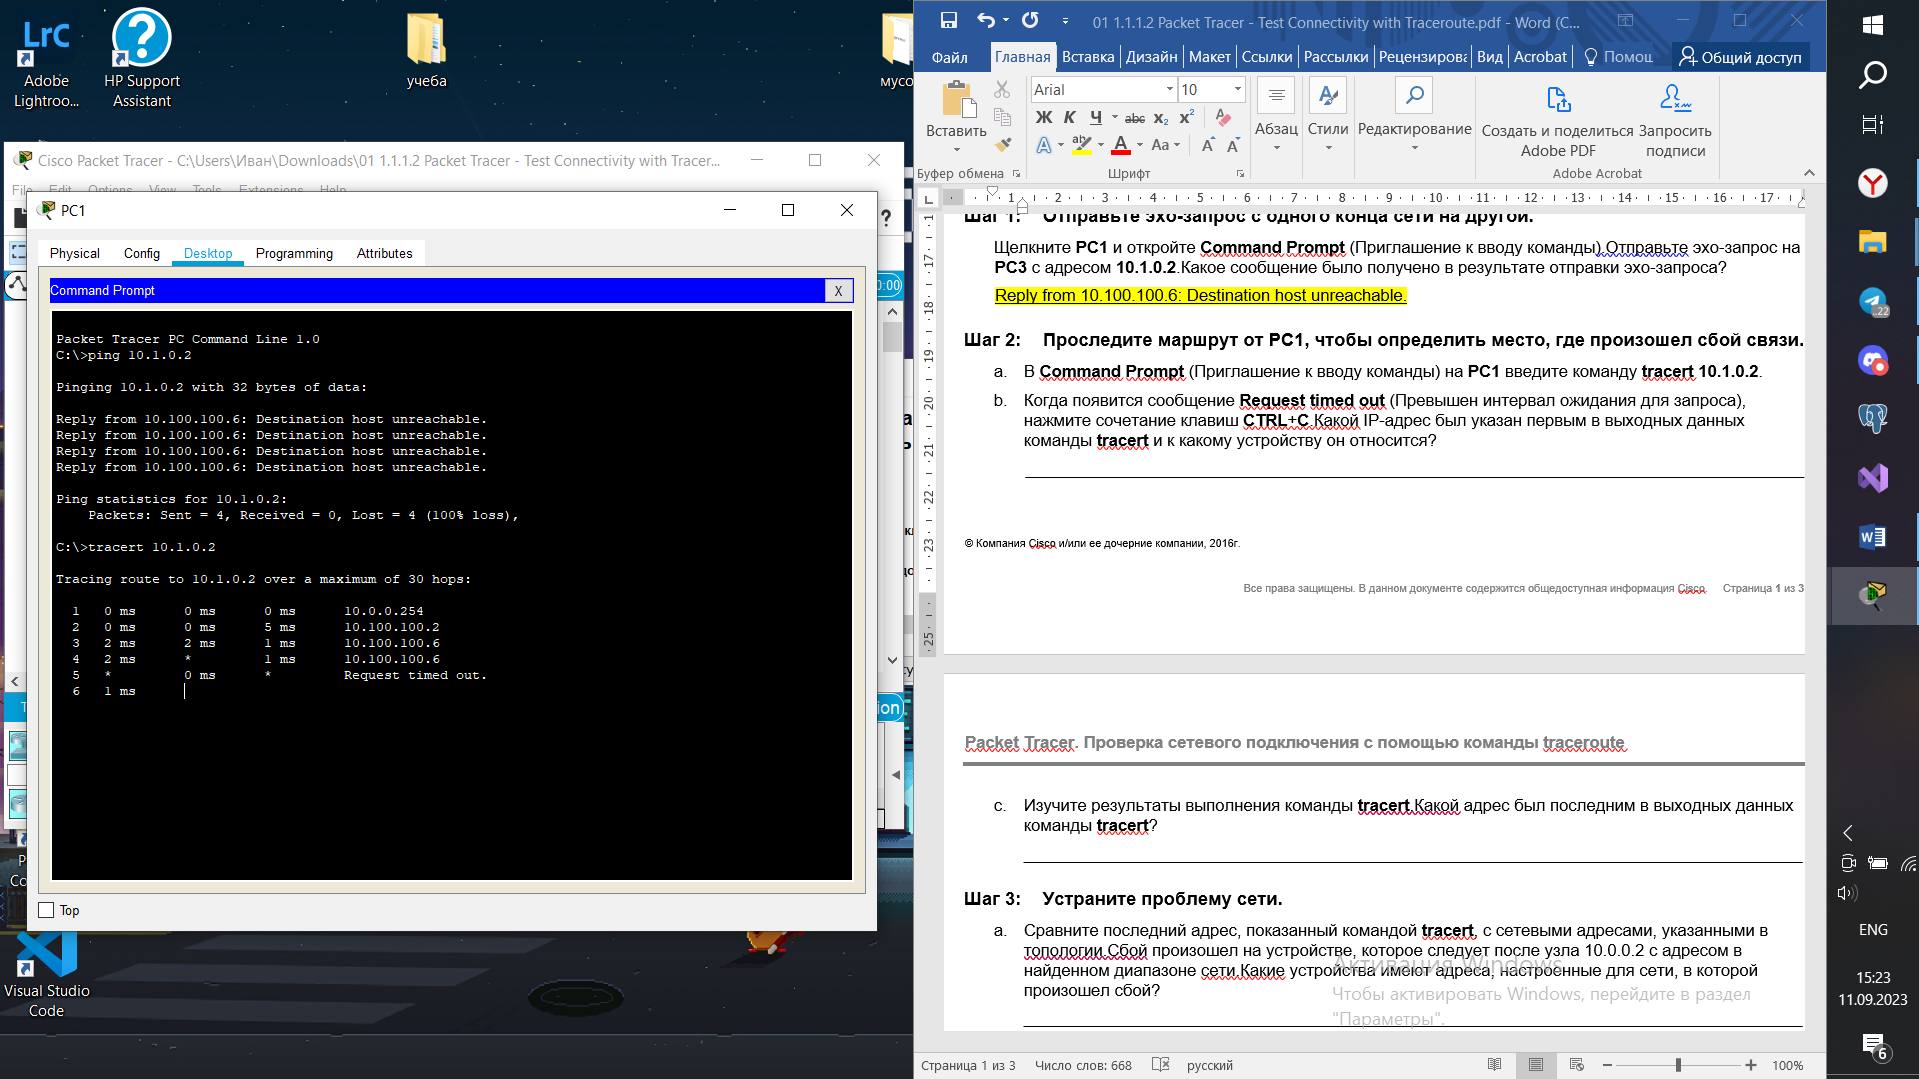 Adobe
Lightroo...
HP Support
Assistant
учеба
мусо
Cisco Packet Tracer - C:\Users\Иван\Downloads\01 1.1.1.2 Packet Tracer - Test Connectivity with Tracer...
File Edit Options View Tools Extensions Help
PC1
Physical Config Desktop Programming Attributes
Command Prompt X
Packet Tracer PC Command Line 1.0
C:\>ping 10.1.0.2
Pinging 10.1.0.2 with 32 bytes of data:
Reply from 10.100.100.6: Destination host unreachable.
Reply from 10.100.100.6: Destination host unreachable.
Reply from 10.100.100.6: Destination host unreachable.
Reply from 10.100.100.6: Destination host unreachable.
Ping statistics for 10.1.0.2:
Packets: Sent = 4, Received = 0, Lost = 4 (100% loss),
C:\>tracert 10.1.0.2
Tracing route to 10.1.0.2 over a maximum of 30 hops:
1 0 ms 0 ms 0 ms 10.0.0.254
2 0 ms 0 ms 5 ms 10.100.100.2
3 2 ms 2 ms 1 ms 10.100.100.6
4 2 ms * 1 ms 10.100.100.6
5 * 0 ms * Request timed out.
6 1 ms
Top
Visual Studio
Code
01 1.1.1.2 Packet Tracer - Test Connectivity with Traceroute.pdf - Word (С...
Файл Главная Вставка Дизайн Макет Ссылки Рассылки Рецензирова Вид Acrobat Помощ Общий доступ
Вставить
Буфер обмена
Arial 10
Ж К Ч abc x₂ x²
Шрифт
Абзац
Стили
Редактирование
Создать и поделиться
Adobe PDF
Запросить
подписи
Adobe Acrobat
Шаг 1: Отправьте эхо-запрос с одного конца сети на другой.
Щелкните PC1 и откройте Command Prompt (Приглашение к вводу команды).Отправьте эхо-запрос на
PC3 с адресом 10.1.0.2.Какое сообщение было получено в результате отправки эхо-запроса?
Reply from 10.100.100.6: Destination host unreachable.
Шаг 2: Проследите маршрут от PC1, чтобы определить место, где произошел сбой связи.
a. В Command Prompt (Приглашение к вводу команды) на PC1 введите команду tracert 10.1.0.2.
b. Когда появится сообщение Request timed out (Превышен интервал ожидания для запроса),
нажмите сочетание клавиш CTRL+C.Какой IP-адрес был указан первым в выходных данных
команды tracert и к какому устройству он относится?
© Компания Cisco и/или ее дочерние компании, 2016г.
Все права защищены. В данном документе содержится общедоступная информация Cisco. Страница 1 из 3
Packet Tracer. Проверка сетевого подключения с помощью команды traceroute
c. Изучите результаты выполнения команды tracert.Какой адрес был последним в выходных данных
команды tracert?
Шаг 3: Устраните проблему сети.
a. Сравните последний адрес, показанный командой tracert, с сетевыми адресами, указанными в
топологии.Сбой произошел на устройстве, которое следует после узла 10.0.0.2 с адресом в
найденном диапазоне сети.Какие устройства имеют адреса, настроенные для сети, в которой
произошел сбой?
Активация Windows
Чтобы активировать Windows, перейдите в раздел
"Параметры".
Страница 1 из 3 Число слов: 668 русский 100%
..22
ENG
15:23
11.09.2023
6